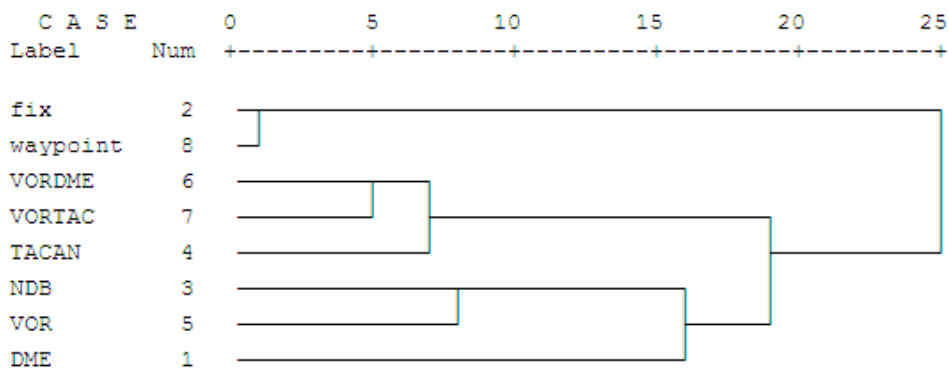 C A S E 0 5 10 15 20 25
Label Num +---------+---------+---------+---------+---------+
fix 2
waypoint 8
VORDME 6
VORTAC 7
TACAN 4
NDB 3
VOR 5
DME 1